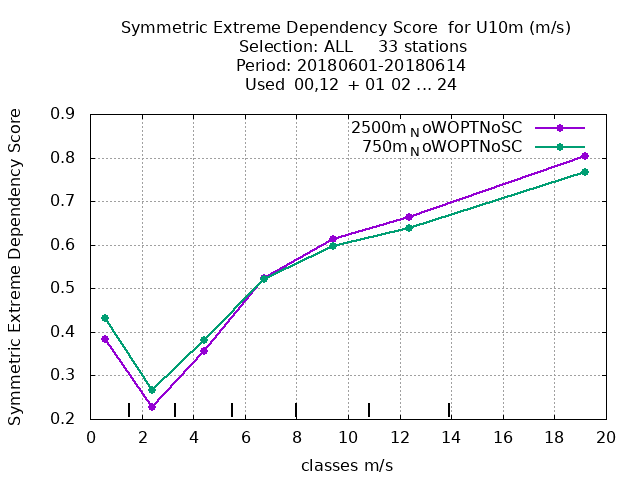 Symmetric Extreme Dependency Score  for U10m (m/s)
Selection: ALL     33 stations
Period: 20180601-20180614
Used  00,12  + 01 02 ... 24
2500m_NoWOPTNoSC
750m_NoWOPTNoSC
Symmetric Extreme Dependency Score
0.9
0.8
0.7
0.6
0.5
0.4
0.3
0.2
0 2 4 6 8 10 12 14 16 18 20
classes m/s